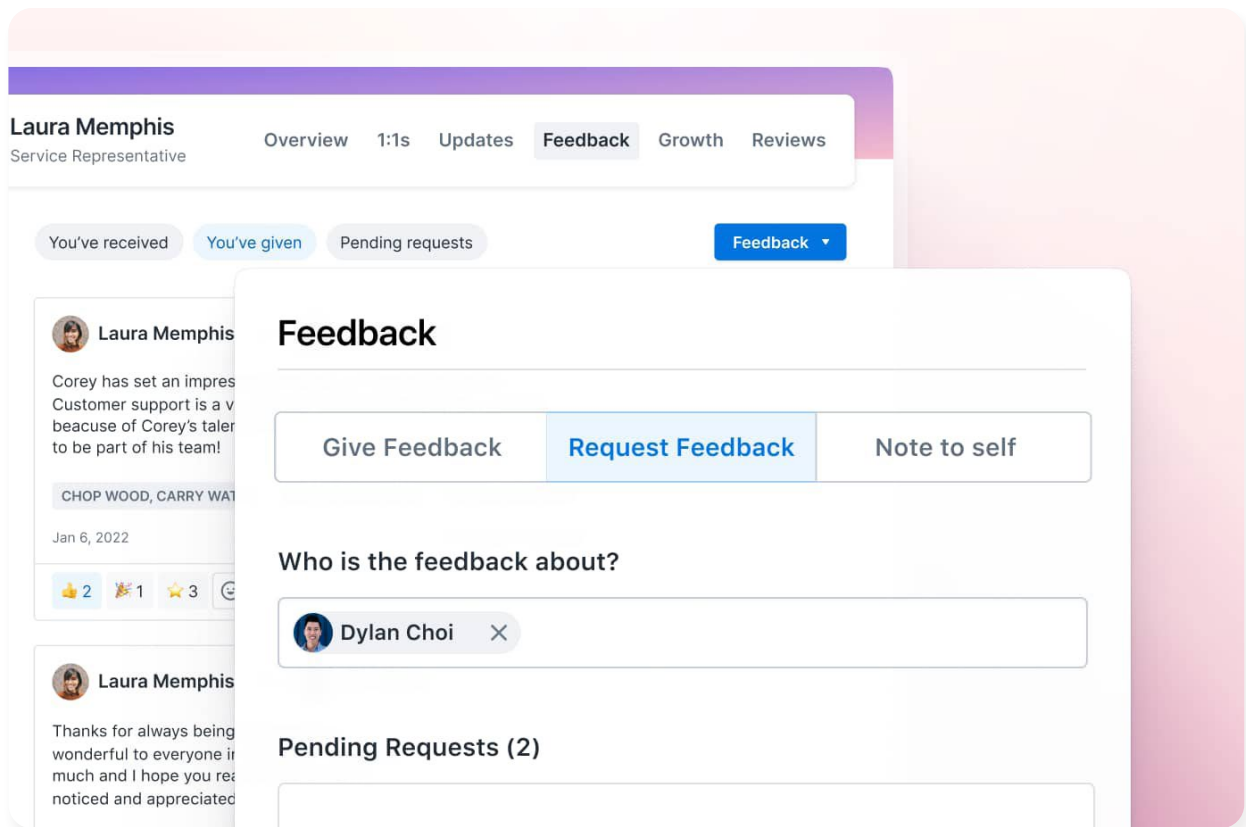 Laura Memphis
Service Representative
Overview 1:1s Updates Feedback Growth Reviews
You've received You've given Pending requests Feedback
Laura Memphis
Corey has set an impres
Customer support is a v
beacuse of Corey's taler
to be part of his team!
CHOP WOOD, CARRY WAT
Jan 6, 2022
2 1 3
Laura Memphis
Thanks for always being
wonderful to everyone in
much and I hope you rea
noticed and appreciated
Feedback
Give Feedback Request Feedback Note to self
Who is the feedback about?
Dylan Choi
Pending Requests (2)